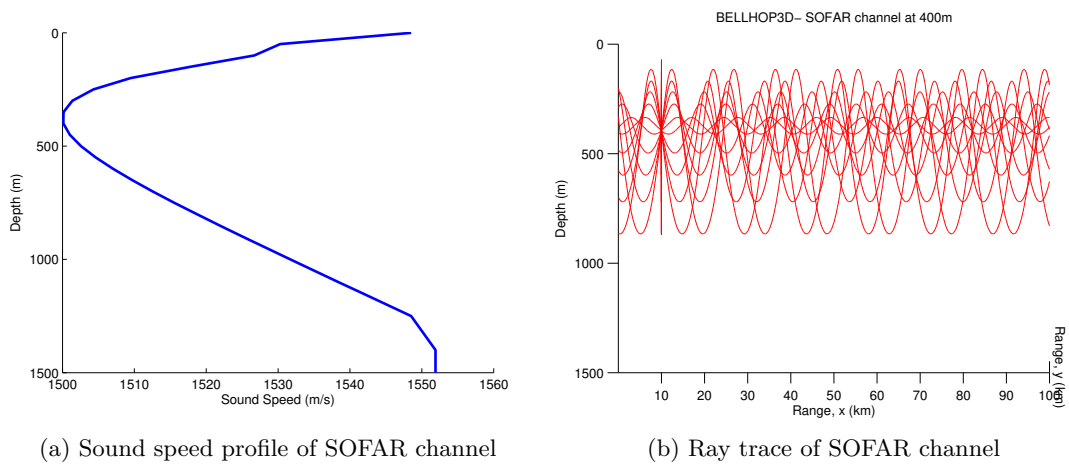 0
500
1000
1500
Depth (m)
1500 1510 1520 1530 1540 1550 1560
Sound Speed (m/s)
(a) Sound speed profile of SOFAR channel
BELLHOP3D− SOFAR channel at 400m
0
500
1000
1500
Depth (m)
10 20 30 40 50 60 70 80 90 100
Range, x (km)
Range, y (km)
(b) Ray trace of SOFAR channel